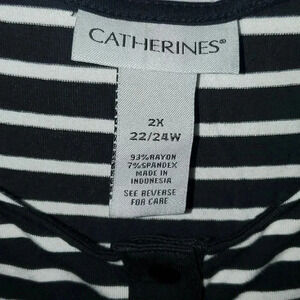 CATHERINES®
2X
22/24W
93%RAYON
7%SPANDEX
MADE IN
INDONESIA
SEE REVERSE
FOR CARE